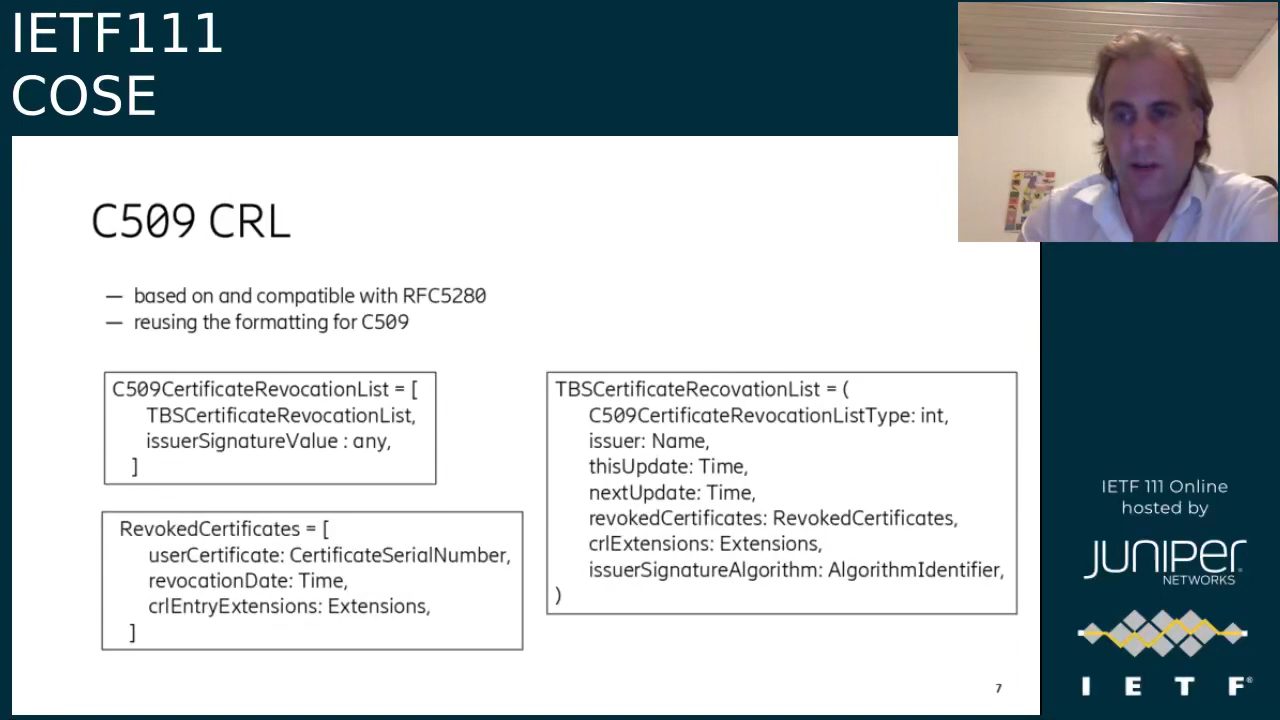 IETF111
COSE
C509 CRL
— based on and compatible with RFC5280
— reusing the formatting for C509
C509CertificateRevocationList = [
TBSCertificateRevocationList,
issuerSignatureValue : any,
]
RevokedCertificates = [
userCertificate: CertificateSerialNumber,
revocationDate: Time,
crlEntryExtensions: Extensions,
]
TBSCertificateRecovationList = (
C509CertificateRevocationListType: int,
issuer: Name,
thisUpdate: Time,
nextUpdate: Time,
revokedCertificates: RevokedCertificates,
crlExtensions: Extensions,
issuerSignatureAlgorithm: AlgorithmIdentifier,
)
7
IETF 111 Online
hosted by
JUNIPER
NETWORKS
I E T F®